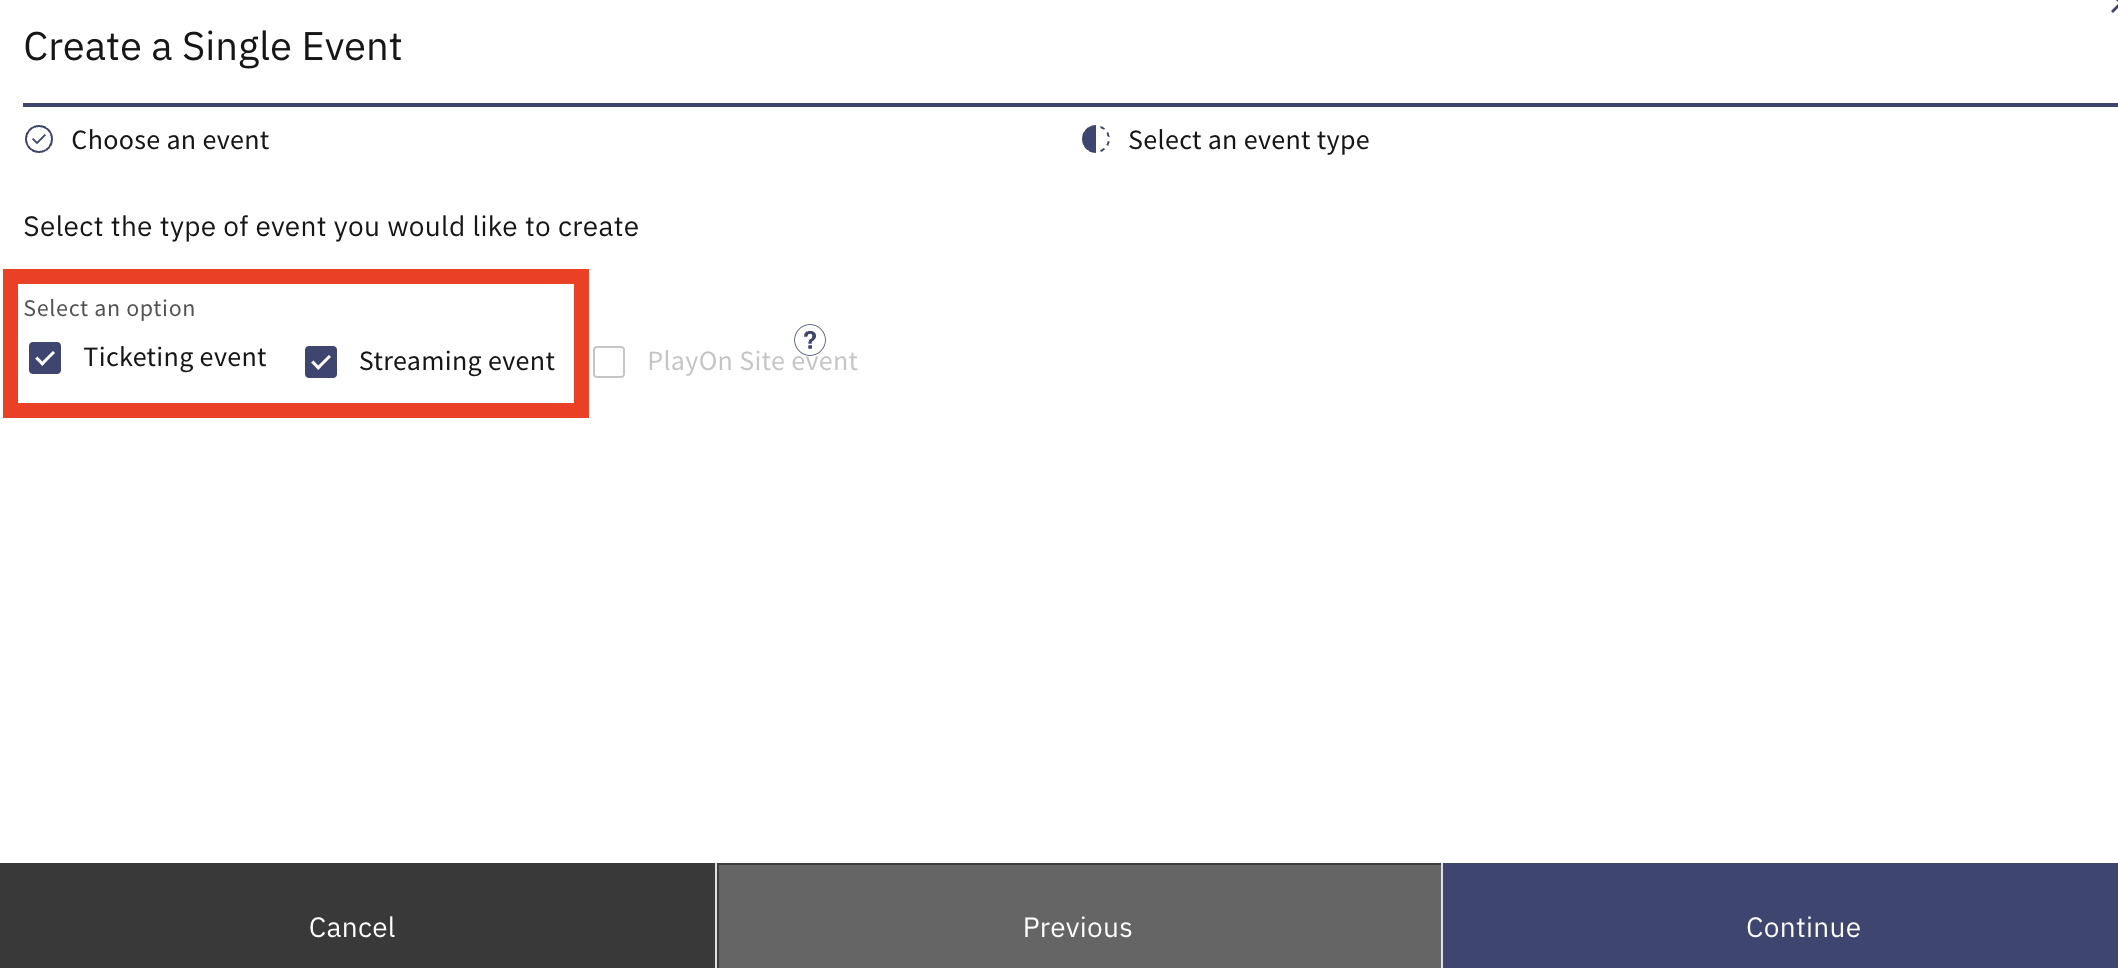 Create a Single Event
Choose an event
Select an event type
Select the type of event you would like to create
Select an option
Ticketing event
Streaming event
PlayOn Site event
?
Cancel
Previous
Continue